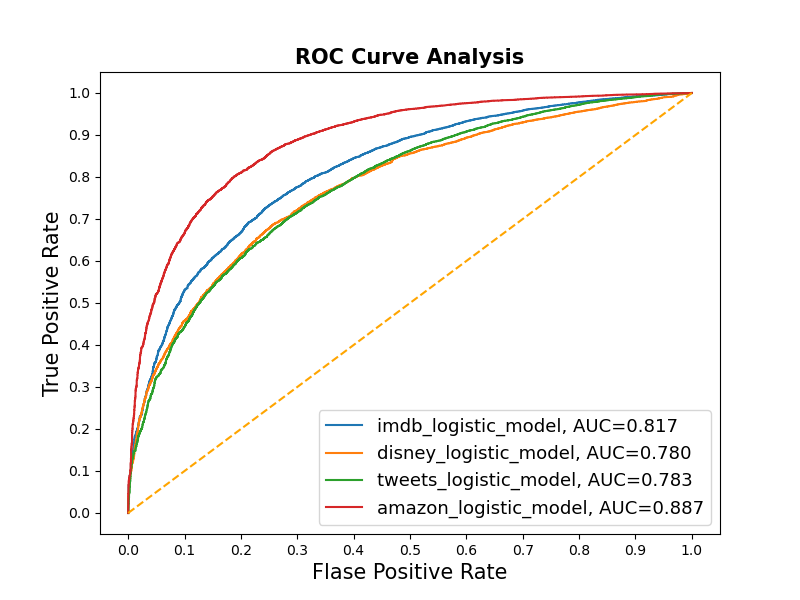 ROC Curve Analysis
1.0
0.9
0.8
0.7
0.6
0.5
0.4
0.3
0.2
0.1
0.0
True Positive Rate
imdb_logistic_model, AUC=0.817
disney_logistic_model, AUC=0.780
tweets_logistic_model, AUC=0.783
amazon_logistic_model, AUC=0.887
0.0 0.1 0.2 0.3 0.4 0.5 0.6 0.7 0.8 0.9 1.0
Flase Positive Rate